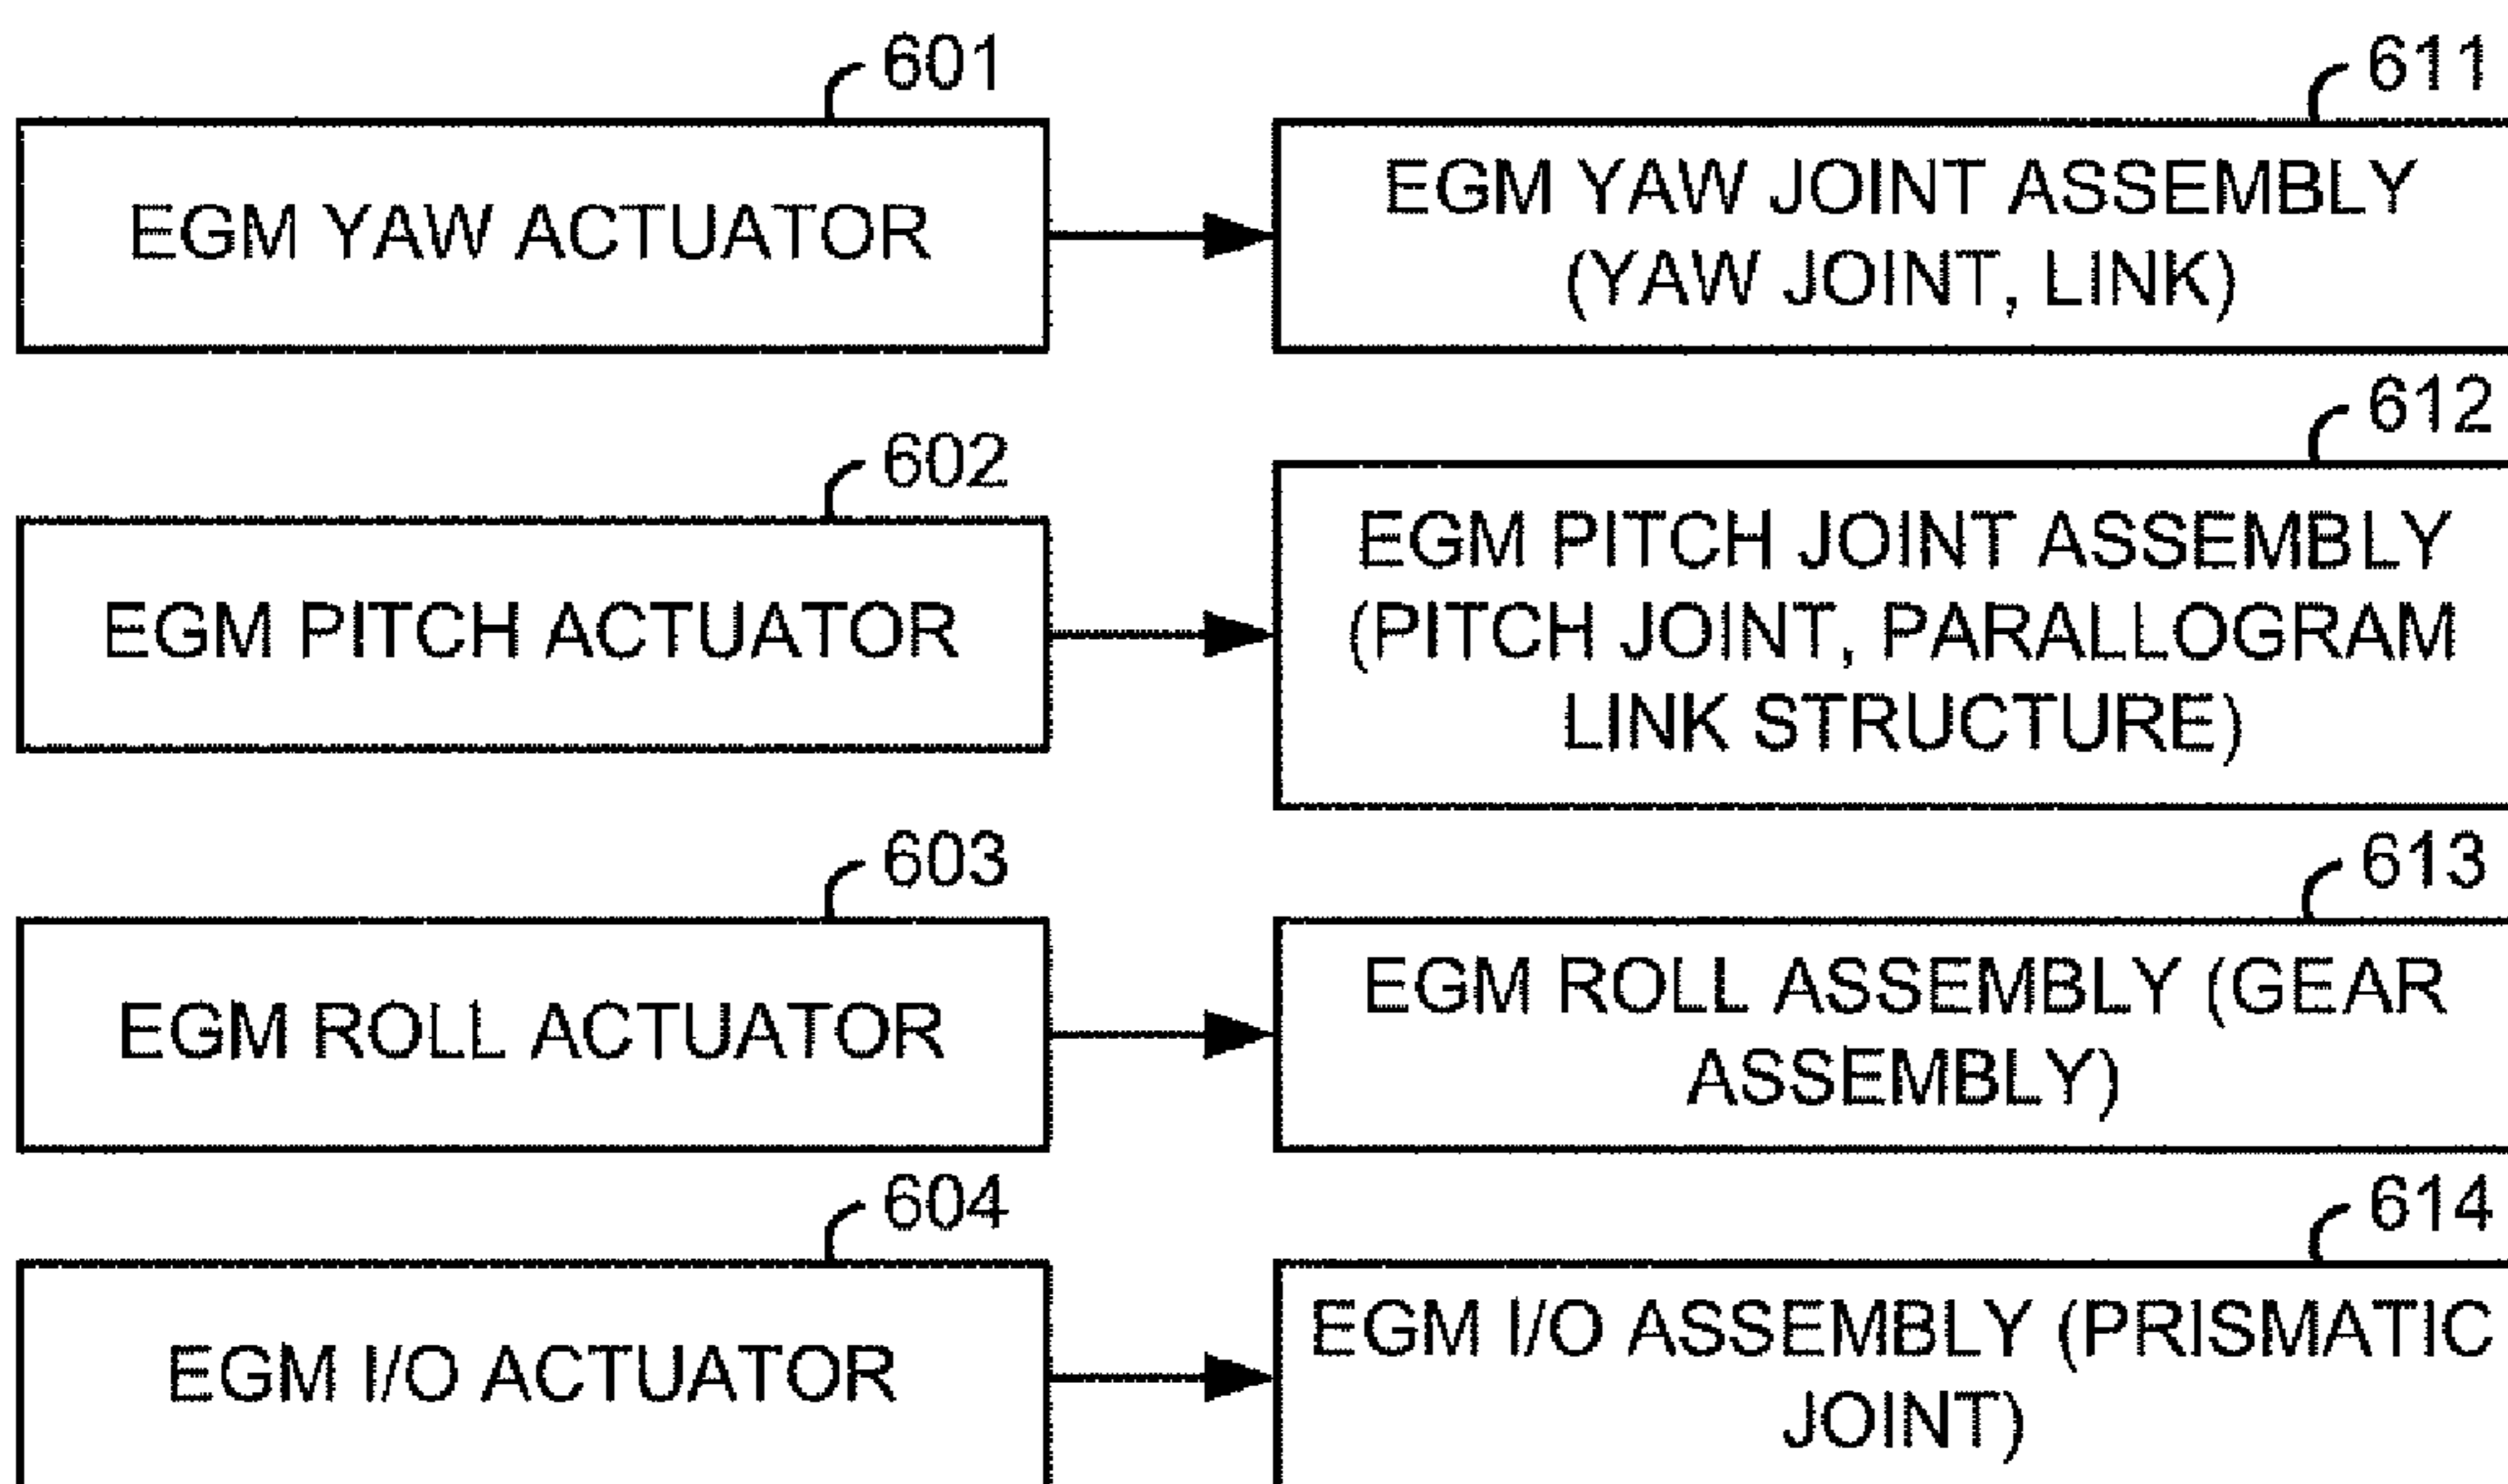 601
611
EGM YAW ACTUATOR
EGM YAW JOINT ASSEMBLY
(YAW JOINT, LINK)
602
612
EGM PITCH ACTUATOR
EGM PITCH JOINT ASSEMBLY
(PITCH JOINT, PARALLOGRAM
LINK STRUCTURE)
603
613
EGM ROLL ACTUATOR
EGM ROLL ASSEMBLY (GEAR
ASSEMBLY)
604
614
EGM I/O ACTUATOR
EGM I/O ASSEMBLY (PRISMATIC
JOINT)